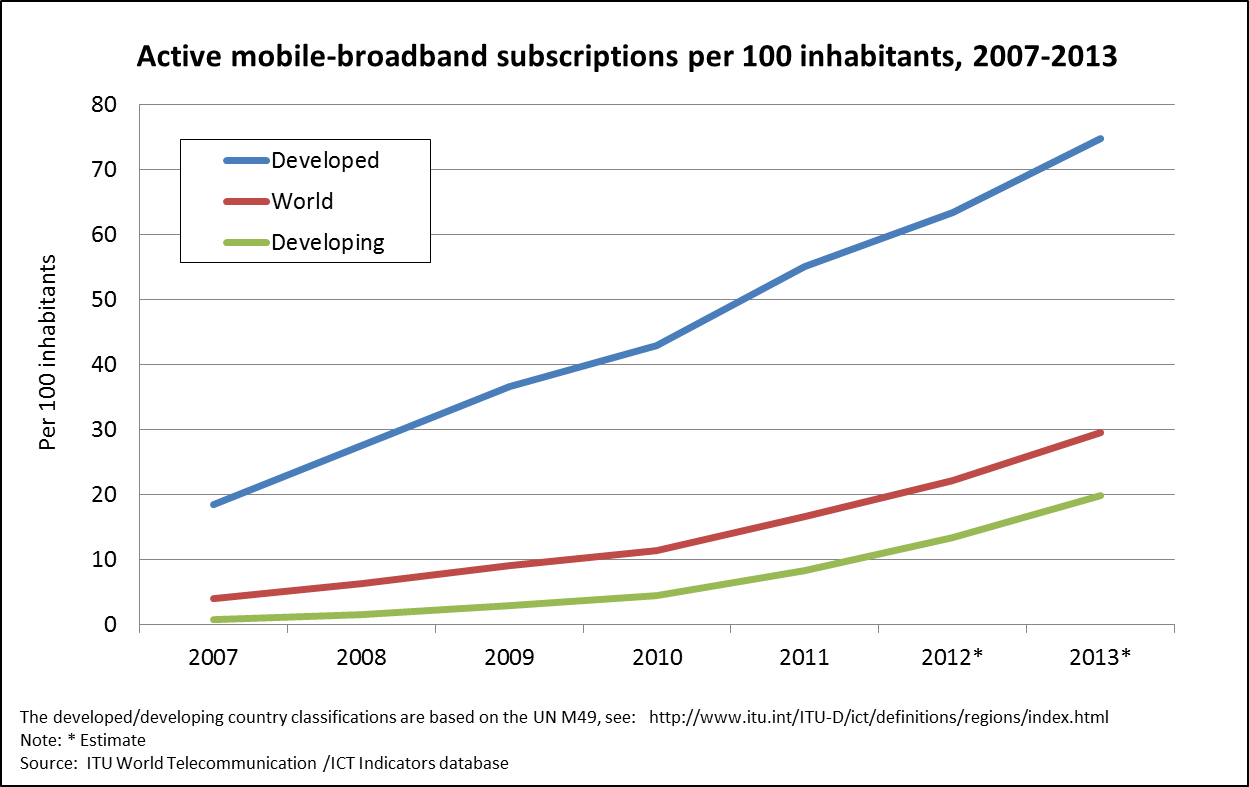 Active mobile-broadband subscriptions per 100 inhabitants, 2007-2013
80
70
60
50
40
30
20
10
0
Per 100 inhabitants
Developed
World
Developing
2007 2008 2009 2010 2011 2012* 2013*
The developed/developing country classifications are based on the UN M49, see: http://www.itu.int/ITU-D/ict/definitions/regions/index.html
Note: * Estimate
Source: ITU World Telecommunication /ICT Indicators database